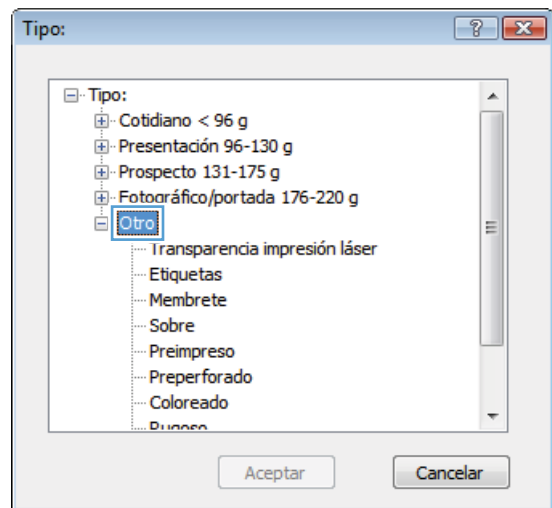 Tipo:
Tipo:
Cotidiano < 96 g
Presentación 96-130 g
Prospecto 131-175 g
Fotográfico/portada 176-220 g
Otro
Transparencia impresión láser
Etiquetas
Membrete
Sobre
Preimpreso
Preperforado
Coloreado
Rugoso
Aceptar Cancelar